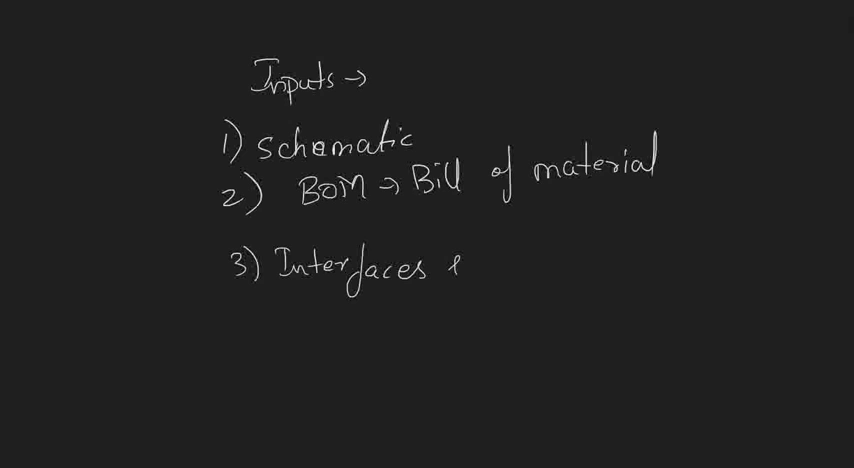 Inputs →
1) Schematic
2) BOM → Bill of material
3) Interfaces